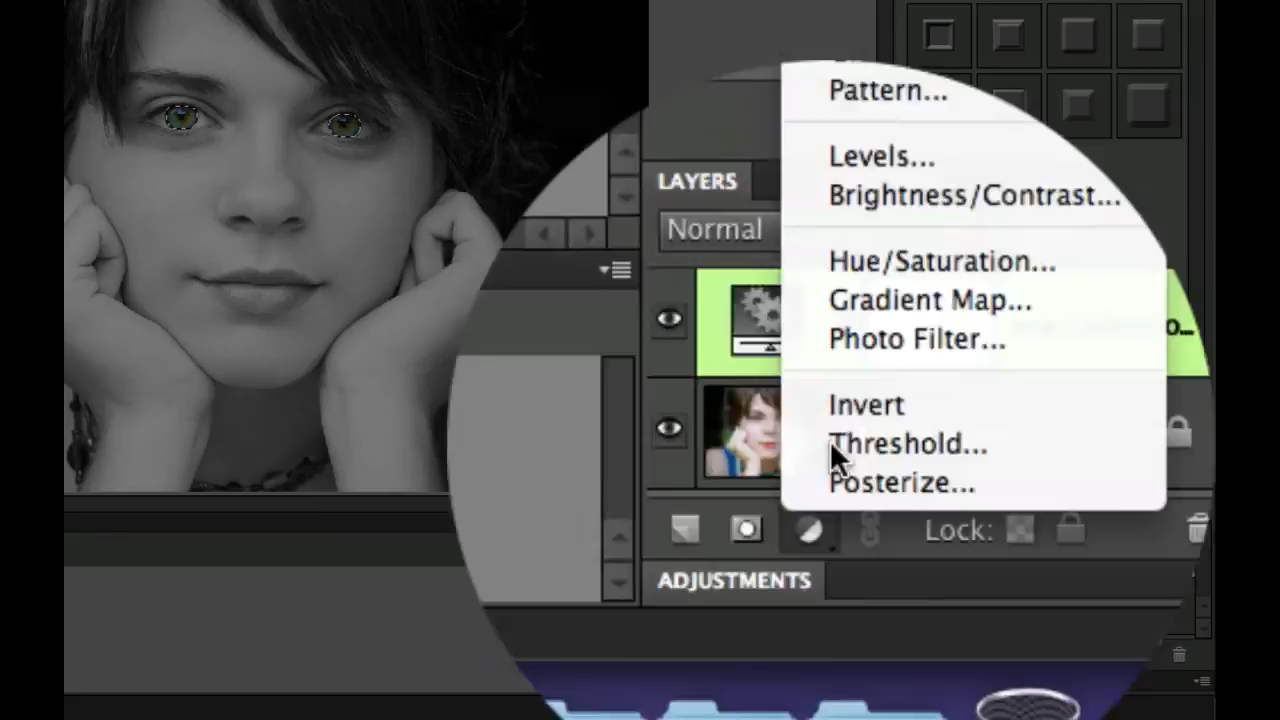 Pattern...
Levels...
Brightness/Contrast...
Hue/Saturation...
Gradient Map...
Photo Filter...
Invert
Threshold...
Posterize...
LAYERS
Normal
Lock:
ADJUSTMENTS